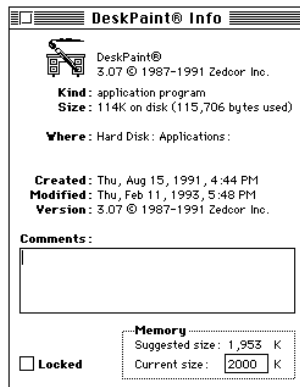 DeskPaint® Info
DeskPaint®
3.07 © 1987-1991 Zedcor Inc.
Kind: application program
Size: 114K on disk (115,706 bytes used)
Where: Hard Disk: Applications:
Created: Thu, Aug 15, 1991, 4:44 PM
Modified: Thu, Feb 11, 1993, 5:48 PM
Version: 3.07 © 1987-1991 Zedcor Inc.
Comments:
Memory
Suggested size: 1,953 K
Locked
Current size: 2000 K